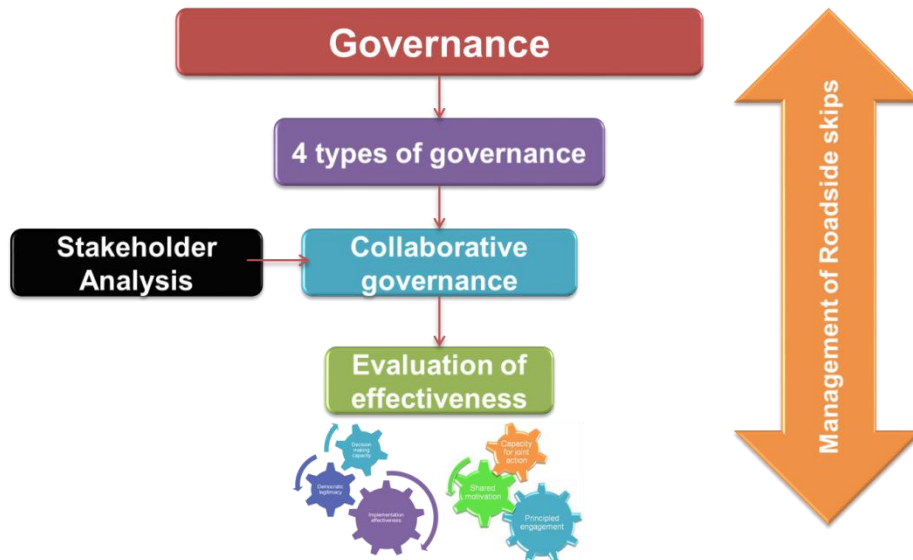 Governance
4 types of governance
Stakeholder
Analysis
Collaborative
governance
Evaluation of
effectiveness
Decision
making
capacity
Democratic
legitimacy
Implementation
effectiveness
Capacity
for joint
action
Shared
motivation
Principled
engagement
Management of Roadside skips